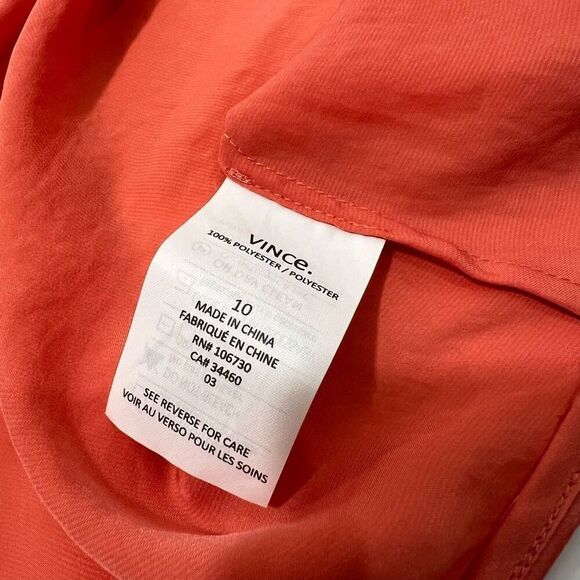 VINCe.
100% POLYESTER / POLYESTER
10
MADE IN CHINA
FABRIQUÉ EN CHINE
RN# 106730
CA# 34460
03
SEE REVERSE FOR CARE
VOIR AU VERSO POUR LES SOINS